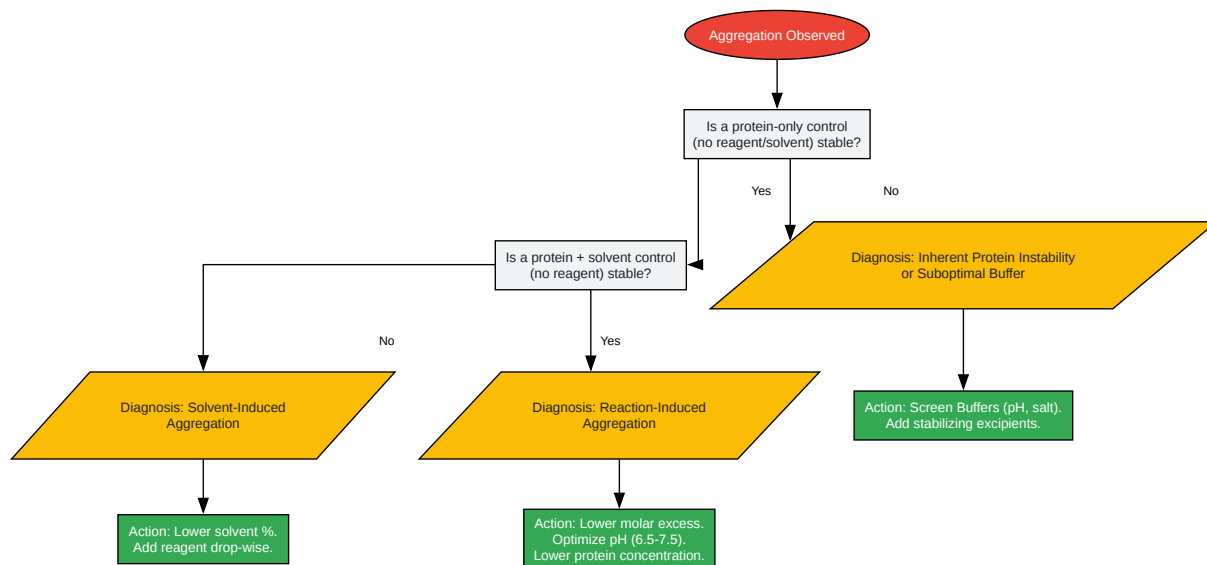 Aggregation Observed
Is a protein-only control
(no reagent/solvent) stable?
Yes
No
Is a protein + solvent control
(no reagent) stable?
Diagnosis: Inherent Protein Instability
or Suboptimal Buffer
No
Yes
Diagnosis: Solvent-Induced
Aggregation
Diagnosis: Reaction-Induced
Aggregation
Action: Screen Buffers (pH, salt).
Add stabilizing excipients.
Action: Lower solvent %.
Add reagent drop-wise.
Action: Lower molar excess.
Optimize pH (6.5-7.5).
Lower protein concentration.